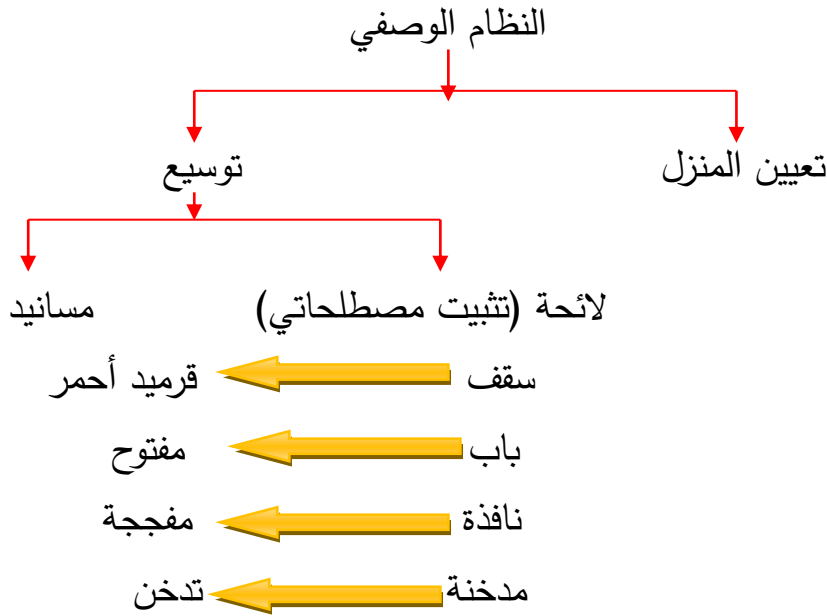 النظام الوصفي
تعيين المنزل توسيع
لائحة (تثبيت مصطلحاتي) مسانيد
سقف قرميد أحمر
باب مفتوح
نافذة مفججة
مدخنة تدخن